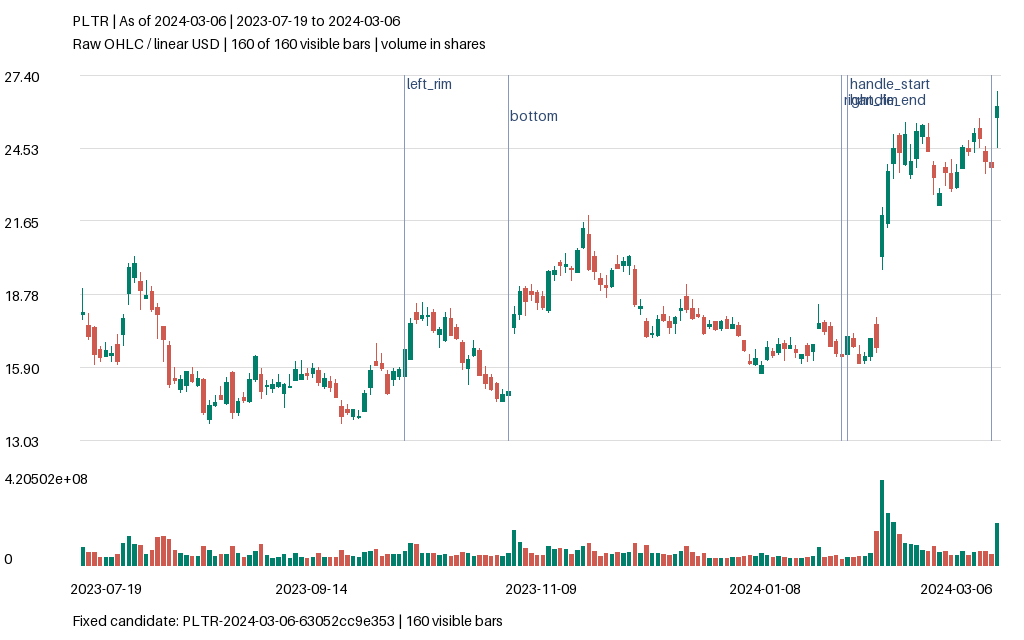 PLTR | As of 2024-03-06 | 2023-07-19 to 2024-03-06
Raw OHLC / linear USD | 160 of 160 visible bars | volume in shares
27.40
left_rim
handle_start
right_rim
handle_end
bottom
24.53
21.65
18.78
15.90
13.03
4.20502e+08
0
2023-07-19
2023-09-14
2023-11-09
2024-01-08
2024-03-06
Fixed candidate: PLTR-2024-03-06-63052cc9e353 | 160 visible bars